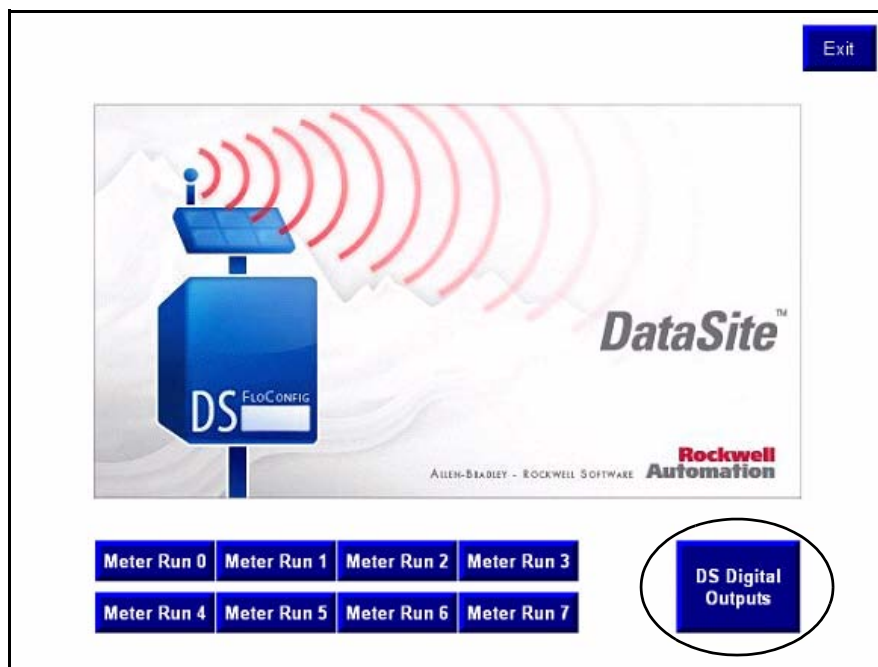 Exit
DataSite™
DS FLOCONFIG
Rockwell
ALLEN-BRADLEY - ROCKWELL SOFTWARE Automation
Meter Run 0 Meter Run 1 Meter Run 2 Meter Run 3
DS Digital
Outputs
Meter Run 4 Meter Run 5 Meter Run 6 Meter Run 7